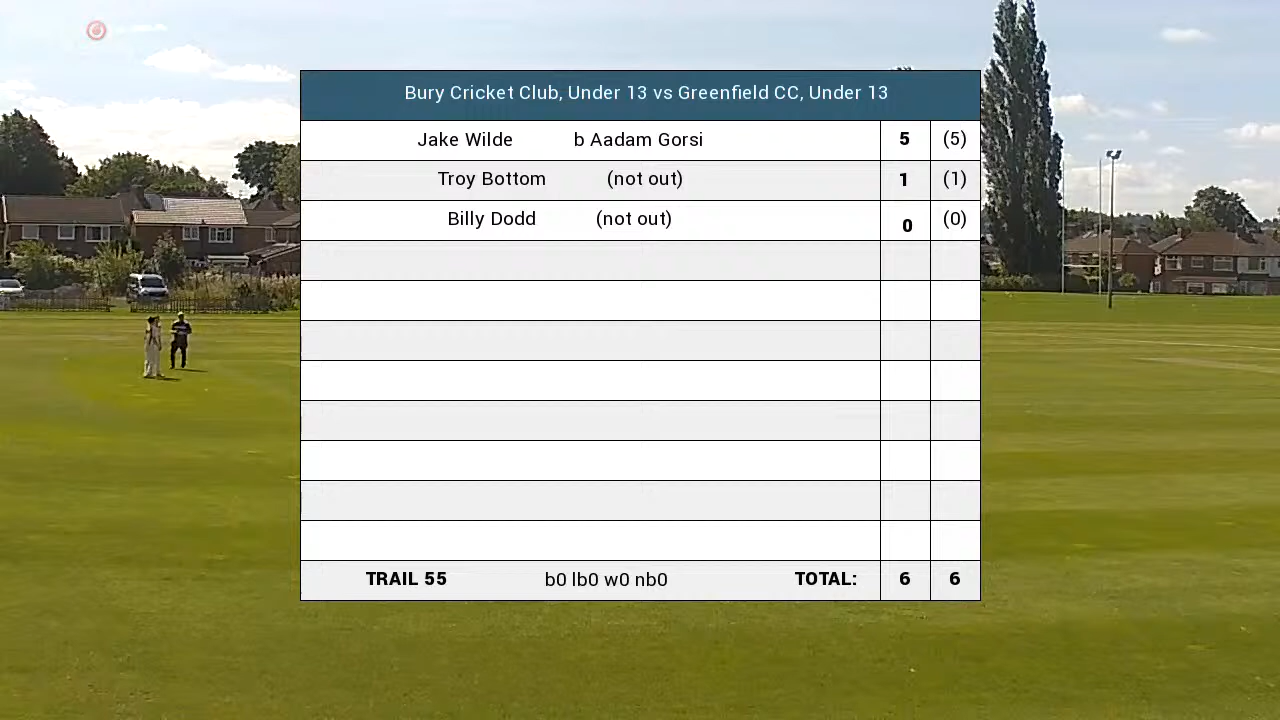 Bury Cricket Club, Under 13 vs Greenfield CC, Under 13
Jake Wilde b Aadam Gorsi 5 (5)
Troy Bottom (not out) 1 (1)
Billy Dodd (not out) 0 (0)
TRAIL 55 b0 lb0 w0 nb0 TOTAL: 6 6